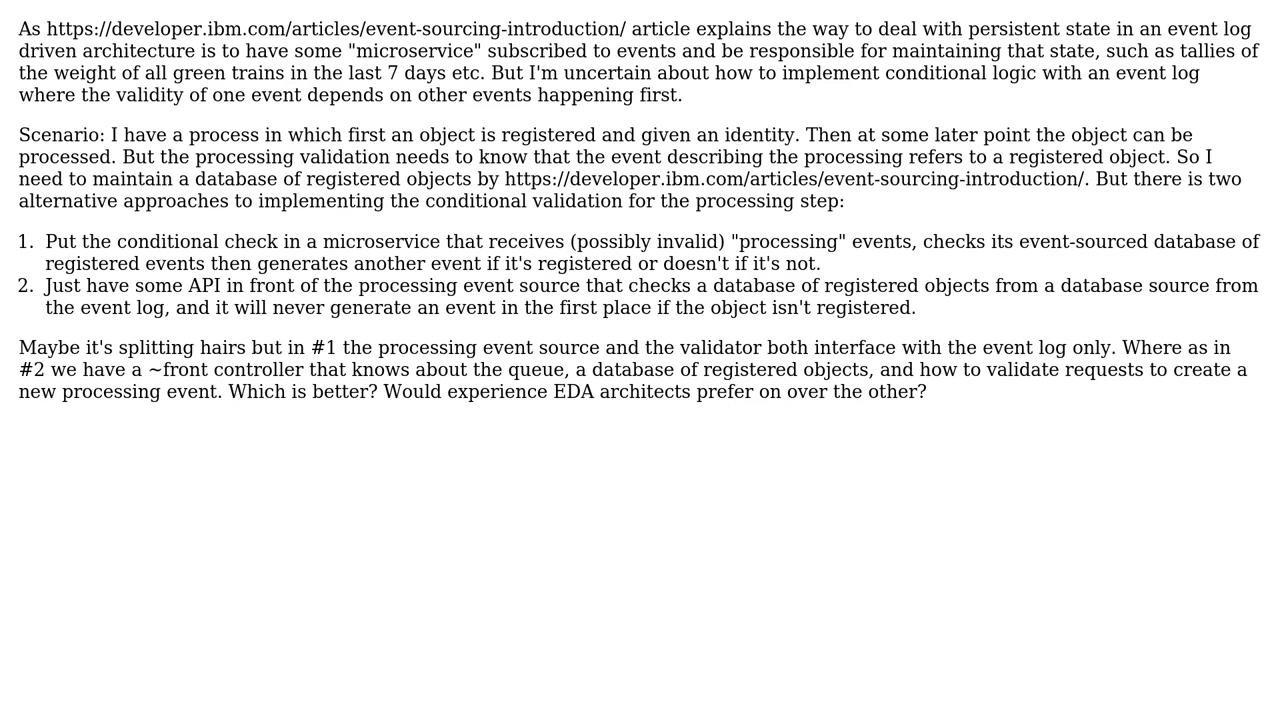 As https://developer.ibm.com/articles/event-sourcing-introduction/ article explains the way to deal with persistent state in an event log
driven architecture is to have some "microservice" subscribed to events and be responsible for maintaining that state, such as tallies of
the weight of all green trains in the last 7 days etc. But I'm uncertain about how to implement conditional logic with an event log
where the validity of one event depends on other events happening first.
Scenario: I have a process in which first an object is registered and given an identity. Then at some later point the object can be
processed. But the processing validation needs to know that the event describing the processing refers to a registered object. So I
need to maintain a database of registered objects by https://developer.ibm.com/articles/event-sourcing-introduction/. But there is two
alternative approaches to implementing the conditional validation for the processing step:
1. Put the conditional check in a microservice that receives (possibly invalid) "processing" events, checks its event-sourced database of
registered events then generates another event if it's registered or doesn't if it's not.
2. Just have some API in front of the processing event source that checks a database of registered objects from a database source from
the event log, and it will never generate an event in the first place if the object isn't registered.
Maybe it's splitting hairs but in #1 the processing event source and the validator both interface with the event log only. Where as in
#2 we have a ~front controller that knows about the queue, a database of registered objects, and how to validate requests to create a
new processing event. Which is better? Would experience EDA architects prefer on over the other?